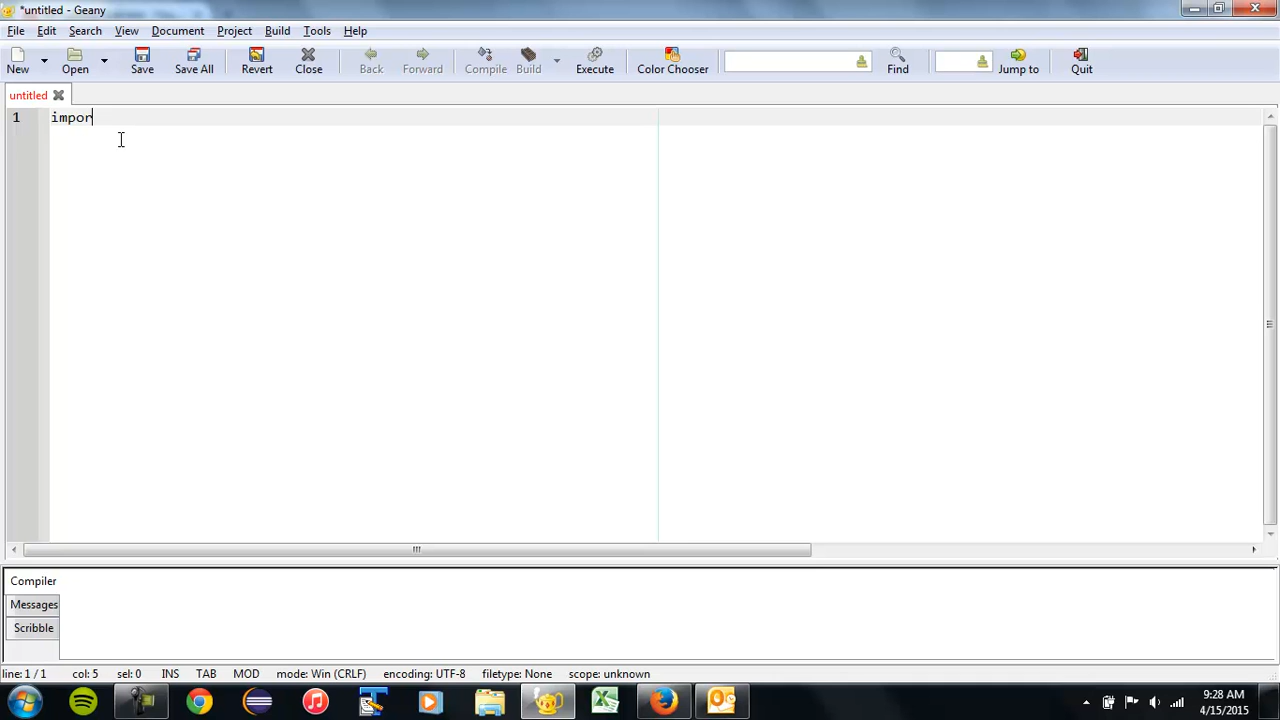 *untitled - Geany
File Edit Search View Document Project Build Tools Help
New Open Save Save All Revert Close Back Forward Compile Build Execute Color Chooser Find Jump to Quit
untitled
1 impor
Compiler
Messages
Scribble
line: 1 / 1 col: 5 sel: 0 INS TAB MOD mode: Win (CRLF) encoding: UTF-8 filetype: None scope: unknown
9:28 AM
4/15/2015